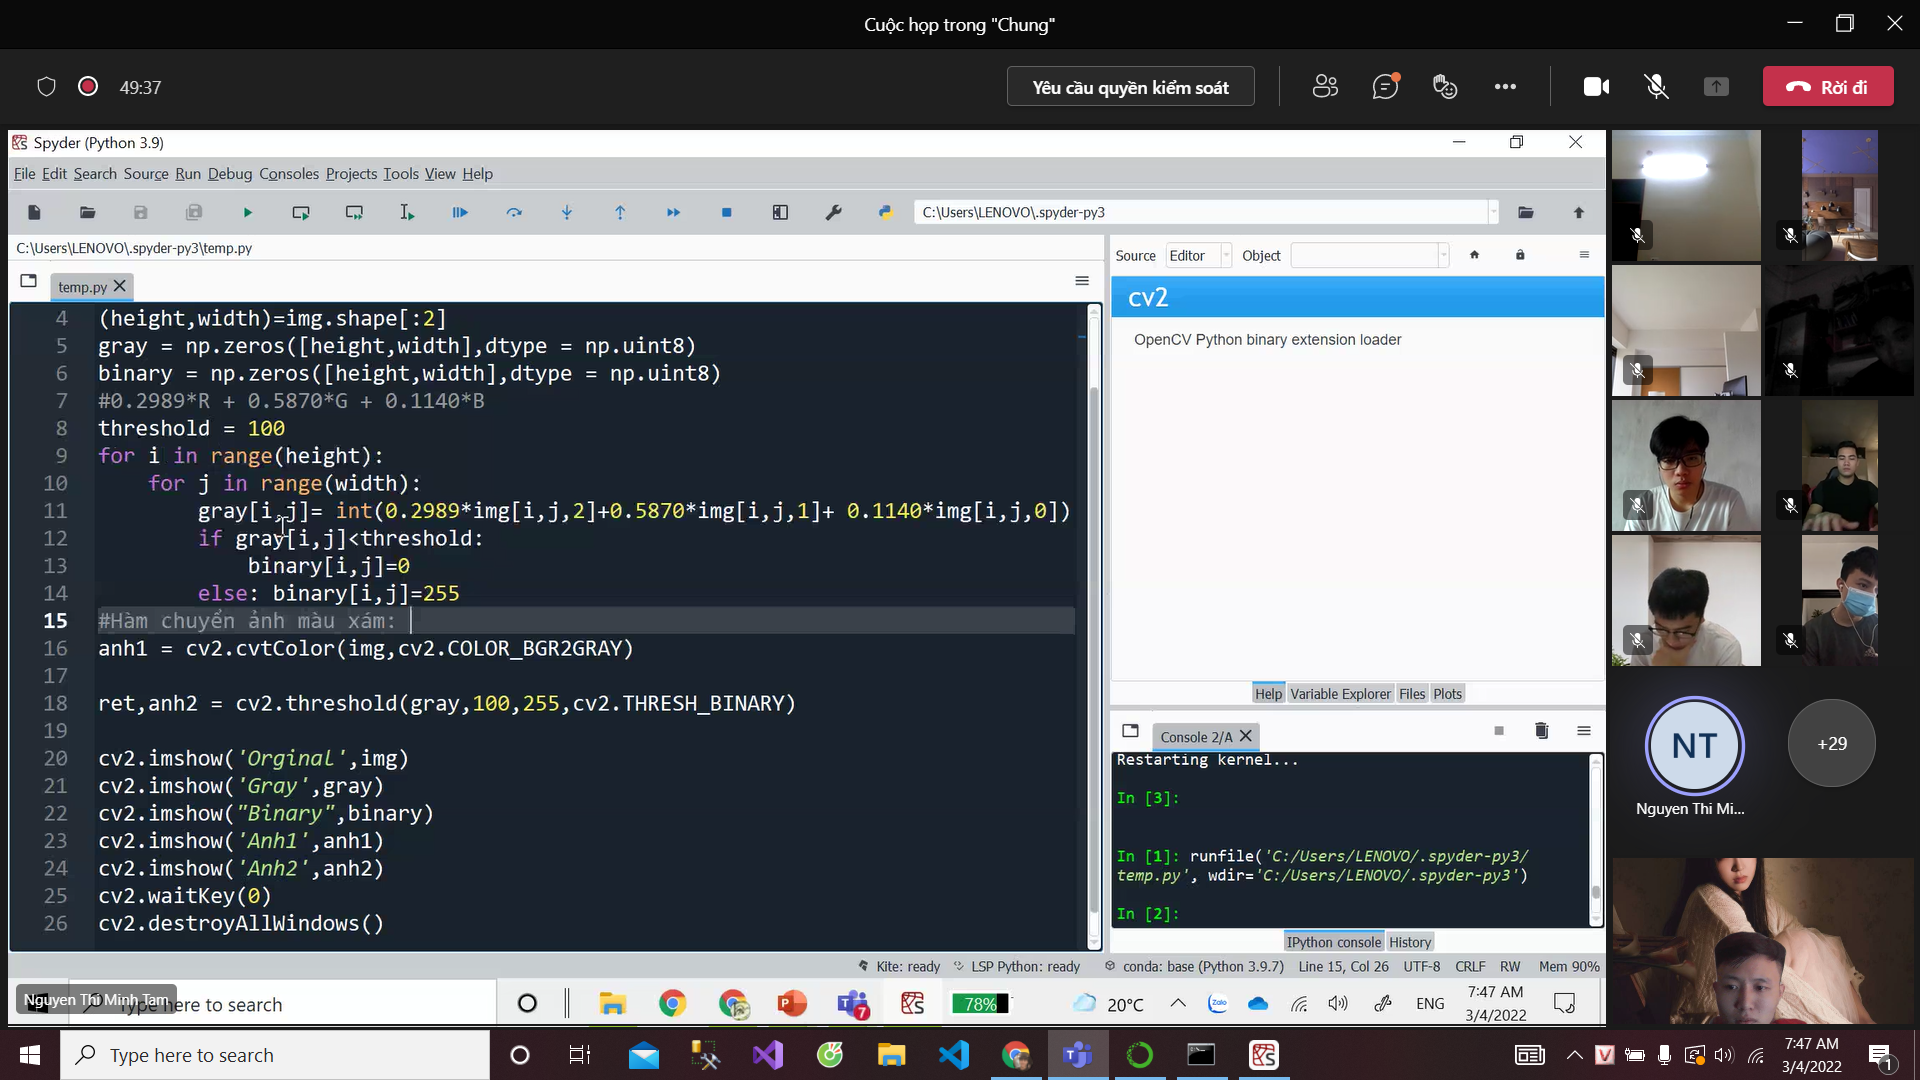 Cuộc họp trong "Chung"
49:37
Yêu cầu quyền kiểm soát
Rời đi
Spyder (Python 3.9)
File Edit Search Source Run Debug Consoles Projects Tools View Help
C:\Users\LENOVO\.spyder-py3
C:\Users\LENOVO\.spyder-py3\temp.py
temp.py
4 (height,width)=img.shape[:2]
5 gray = np.zeros([height,width],dtype = np.uint8)
6 binary = np.zeros([height,width],dtype = np.uint8)
7 #0.2989*R + 0.5870*G + 0.1140*B
8 threshold = 100
9 for i in range(height):
10 for j in range(width):
11 gray[i,j]= int(0.2989*img[i,j,2]+0.5870*img[i,j,1]+ 0.1140*img[i,j,0])
12 if gray[i,j]<threshold:
13 binary[i,j]=0
14 else: binary[i,j]=255
15 #Hàm chuyển ảnh màu xám:
16 anh1 = cv2.cvtColor(img,cv2.COLOR_BGR2GRAY)
17
18 ret,anh2 = cv2.threshold(gray,100,255,cv2.THRESH_BINARY)
19
20 cv2.imshow('Orginal',img)
21 cv2.imshow('Gray',gray)
22 cv2.imshow("Binary",binary)
23 cv2.imshow('Anh1',anh1)
24 cv2.imshow('Anh2',anh2)
25 cv2.waitKey(0)
26 cv2.destroyAllWindows()
Source Editor Object
cv2
OpenCV Python binary extension loader
Help Variable Explorer Files Plots
Console 2/A
Restarting kernel...
In [3]:
In [1]: runfile('C:/Users/LENOVO/.spyder-py3/
temp.py', wdir='C:/Users/LENOVO/.spyder-py3')
In [2]:
IPython console History
Kite: ready LSP Python: ready conda: base (Python 3.9.7) Line 15, Col 26 UTF-8 CRLF RW Mem 90%
NT
Nguyen Thi Mi...
+29
Nguyen Thi Minh Tam
Type here to search
7
78%
20°C
Zalo
ENG
7:47 AM
3/4/2022
Type here to search
V
7:47 AM
3/4/2022
1